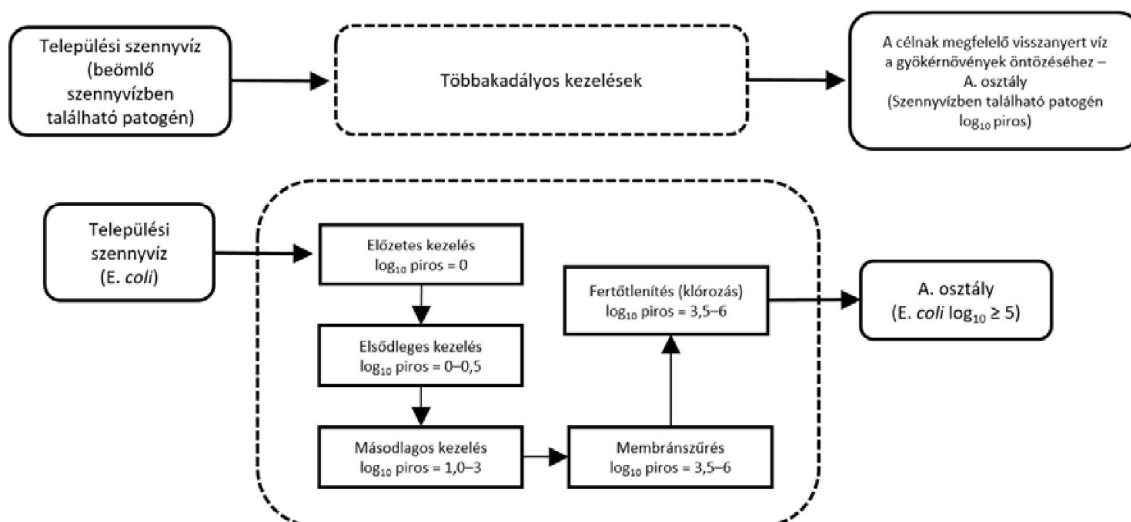 Települési szennyvíz
(beömlő
szennyvízben
található patogén)
Többakadályos kezelések
A célnak megfelelő visszanyert víz
a gyökérnövények öntözéséhez –
A. osztály
(Szennyvízben található patogén
log₁₀ piros)
Települési
szennyvíz
(E. coli)
Előzetes kezelés
log₁₀ piros = 0
Elsődleges kezelés
log₁₀ piros = 0–0,5
Másodlagos kezelés
log₁₀ piros = 1,0–3
Membránszűrés
log₁₀ piros = 3,5–6
Fertőtlenítés (klórozás)
log₁₀ piros = 3,5–6
A. osztály
(E. coli log₁₀ ≥ 5)